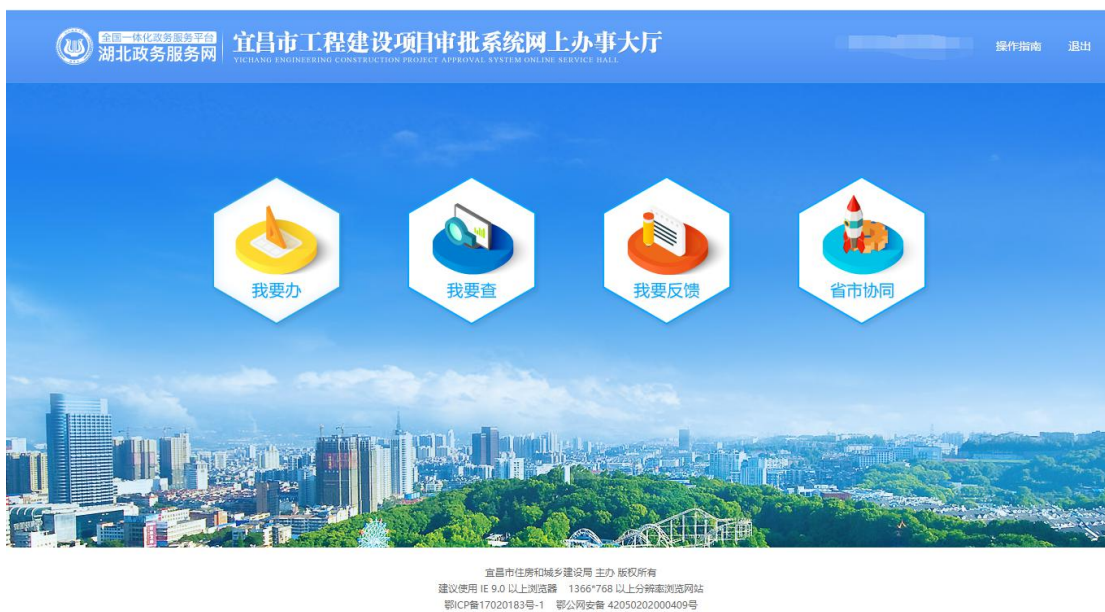 全国一体化政务服务平台
湖北政务服务网
宜昌市工程建设项目审批系统网上办事大厅
YICHANG ENGINEERING CONSTRUCTION PROJECT APPROVAL SYSTEM ONLINE SERVICE HALL
操作指南 退出
我要办 我要查 我要反馈 省市协同
宜昌市住房和城乡建设局 主办 版权所有
建议使用 IE 9.0 以上浏览器 1366*768 以上分辨率浏览网站
鄂ICP备17020183号-1 鄂公网安备 42050202000409号